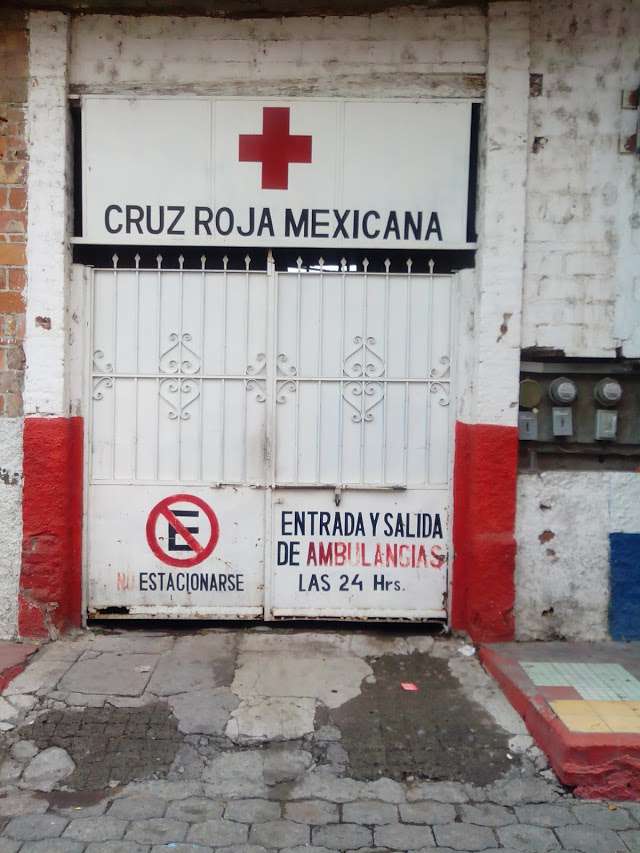 CRUZ ROJA MEXICANA
E
NO ESTACIONARSE
ENTRADA Y SALIDA
DE AMBULANCIAS
LAS 24 Hrs.